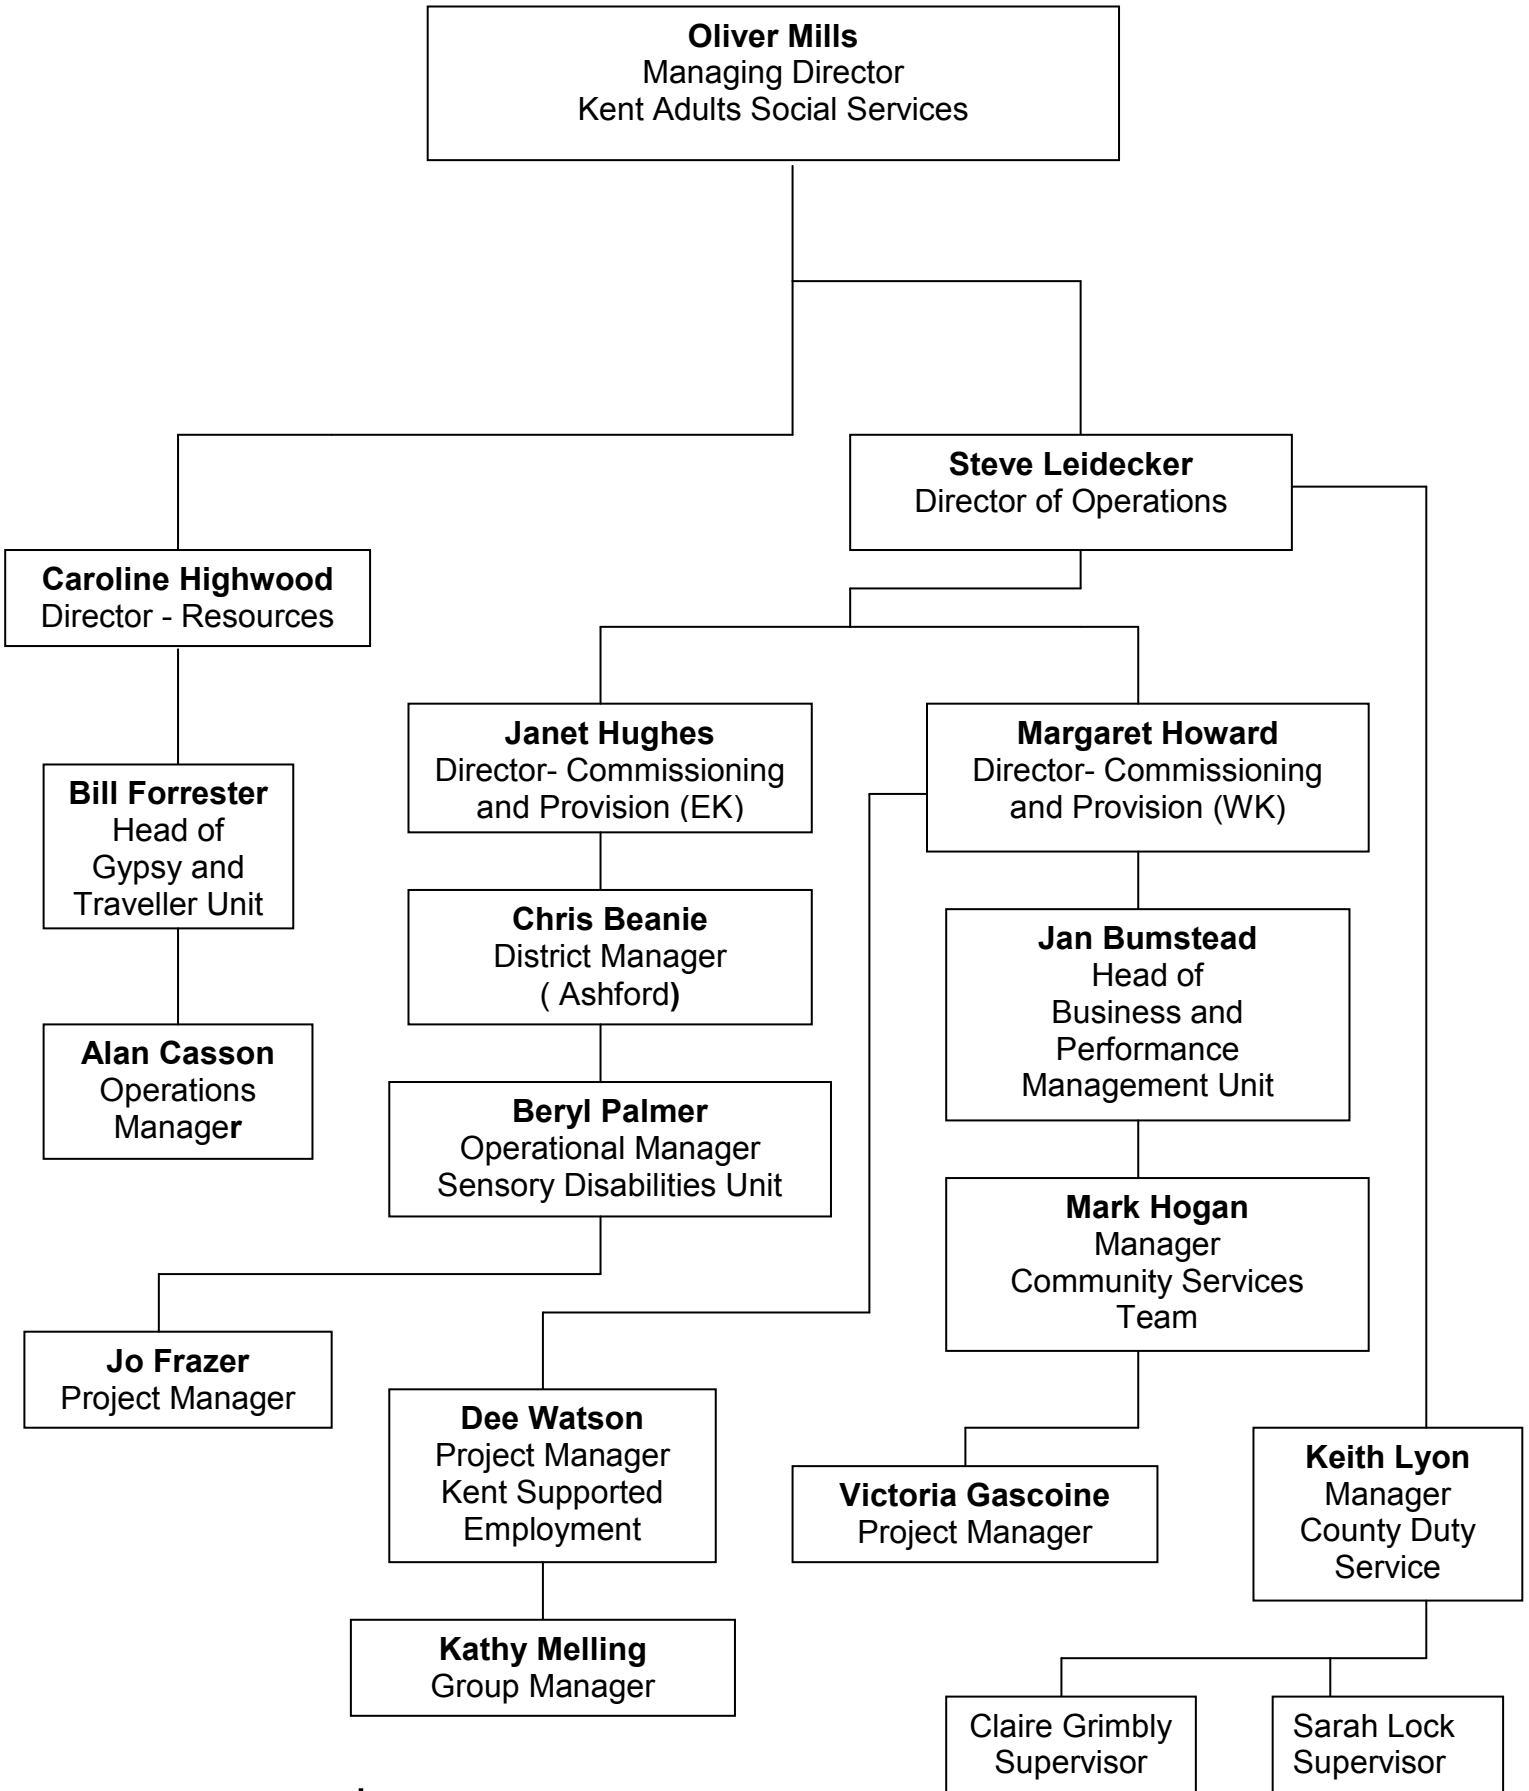 Oliver Mills
Managing Director
Kent Adults Social Services
Steve Leidecker
Director of Operations
Caroline Highwood
Director - Resources
Janet Hughes
Director- Commissioning
and Provision (EK)
Margaret Howard
Director- Commissioning
and Provision (WK)
Bill Forrester
Head of
Gypsy and
Traveller Unit
Chris Beanie
District Manager
( Ashford)
Jan Bumstead
Head of
Business and
Performance
Management Unit
Alan Casson
Operations
Manager
Beryl Palmer
Operational Manager
Sensory Disabilities Unit
Mark Hogan
Manager
Community Services
Team
Jo Frazer
Project Manager
Dee Watson
Project Manager
Kent Supported
Employment
Victoria Gascoine
Project Manager
Keith Lyon
Manager
County Duty
Service
Kathy Melling
Group Manager
Claire Grimbly
Supervisor
Sarah Lock
Supervisor